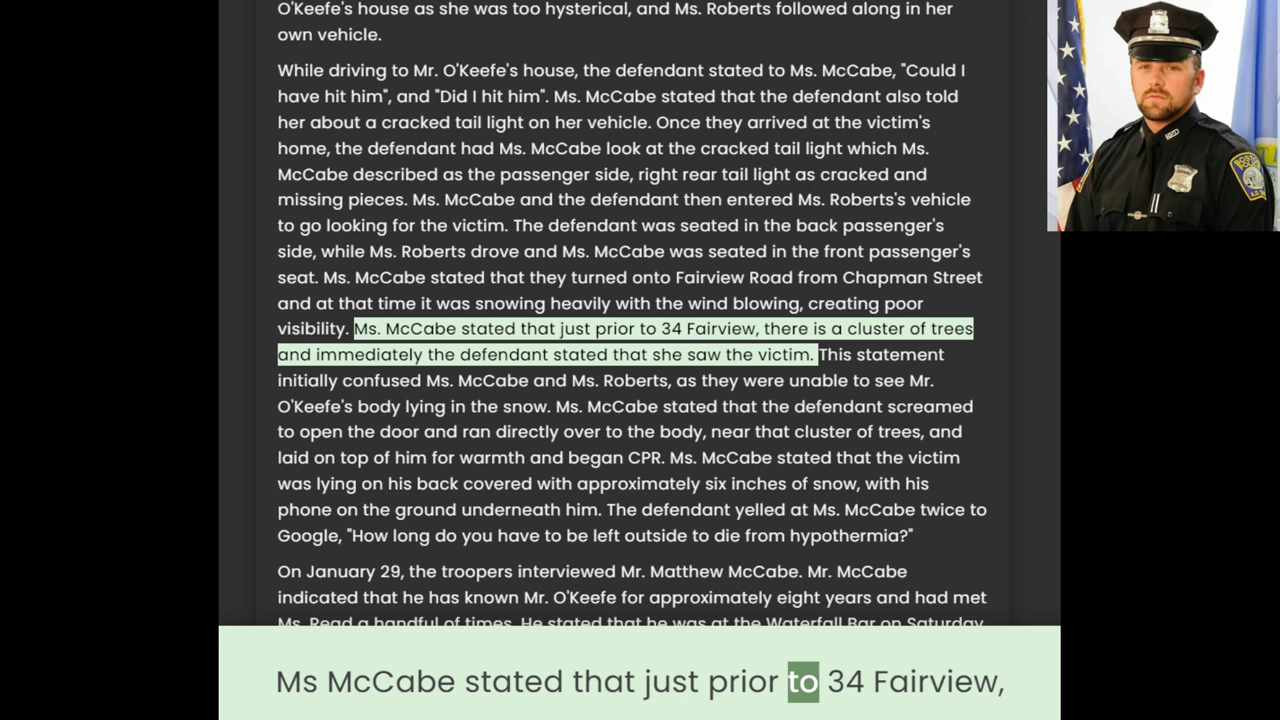 O'Keefe's house as she was too hysterical, and Ms. Roberts followed along in her
own vehicle.
While driving to Mr. O'Keefe's house, the defendant stated to Ms. McCabe, "Could I
have hit him", and "Did I hit him". Ms. McCabe stated that the defendant also told
her about a cracked tail light on her vehicle. Once they arrived at the victim's
home, the defendant had Ms. McCabe look at the cracked tail light which Ms.
McCabe described as the passenger side, right rear tail light as cracked and
missing pieces. Ms. McCabe and the defendant then entered Ms. Roberts's vehicle
to go looking for the victim. The defendant was seated in the back passenger's
side, while Ms. Roberts drove and Ms. McCabe was seated in the front passenger's
seat. Ms. McCabe stated that they turned onto Fairview Road from Chapman Street
and at that time it was snowing heavily with the wind blowing, creating poor
visibility. Ms. McCabe stated that just prior to 34 Fairview, there is a cluster of trees
and immediately the defendant stated that she saw the victim. This statement
initially confused Ms. McCabe and Ms. Roberts, as they were unable to see Mr.
O'Keefe's body lying in the snow. Ms. McCabe stated that the defendant screamed
to open the door and ran directly over to the body, near that cluster of trees, and
laid on top of him for warmth and began CPR. Ms. McCabe stated that the victim
was lying on his back covered with approximately six inches of snow, with his
phone on the ground underneath him. The defendant yelled at Ms. McCabe twice to
Google, "How long do you have to be left outside to die from hypothermia?"
On January 29, the troopers interviewed Mr. Matthew McCabe. Mr. McCabe
indicated that he has known Mr. O'Keefe for approximately eight years and had met
Ms. Read a handful of times. He stated that he was at the Waterfall Bar on Saturday,
Ms McCabe stated that just prior to 34 Fairview,